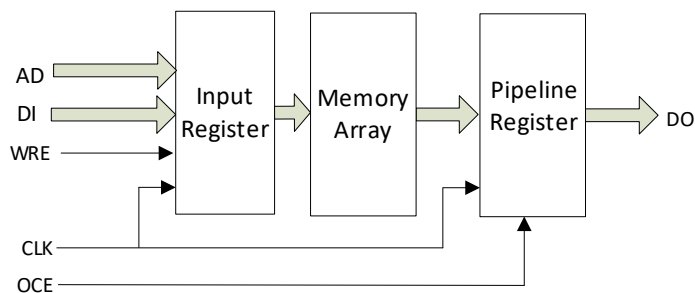 AD
DI
WRE
CLK
OCE
Input
Register
Memory
Array
Pipeline
Register
DO